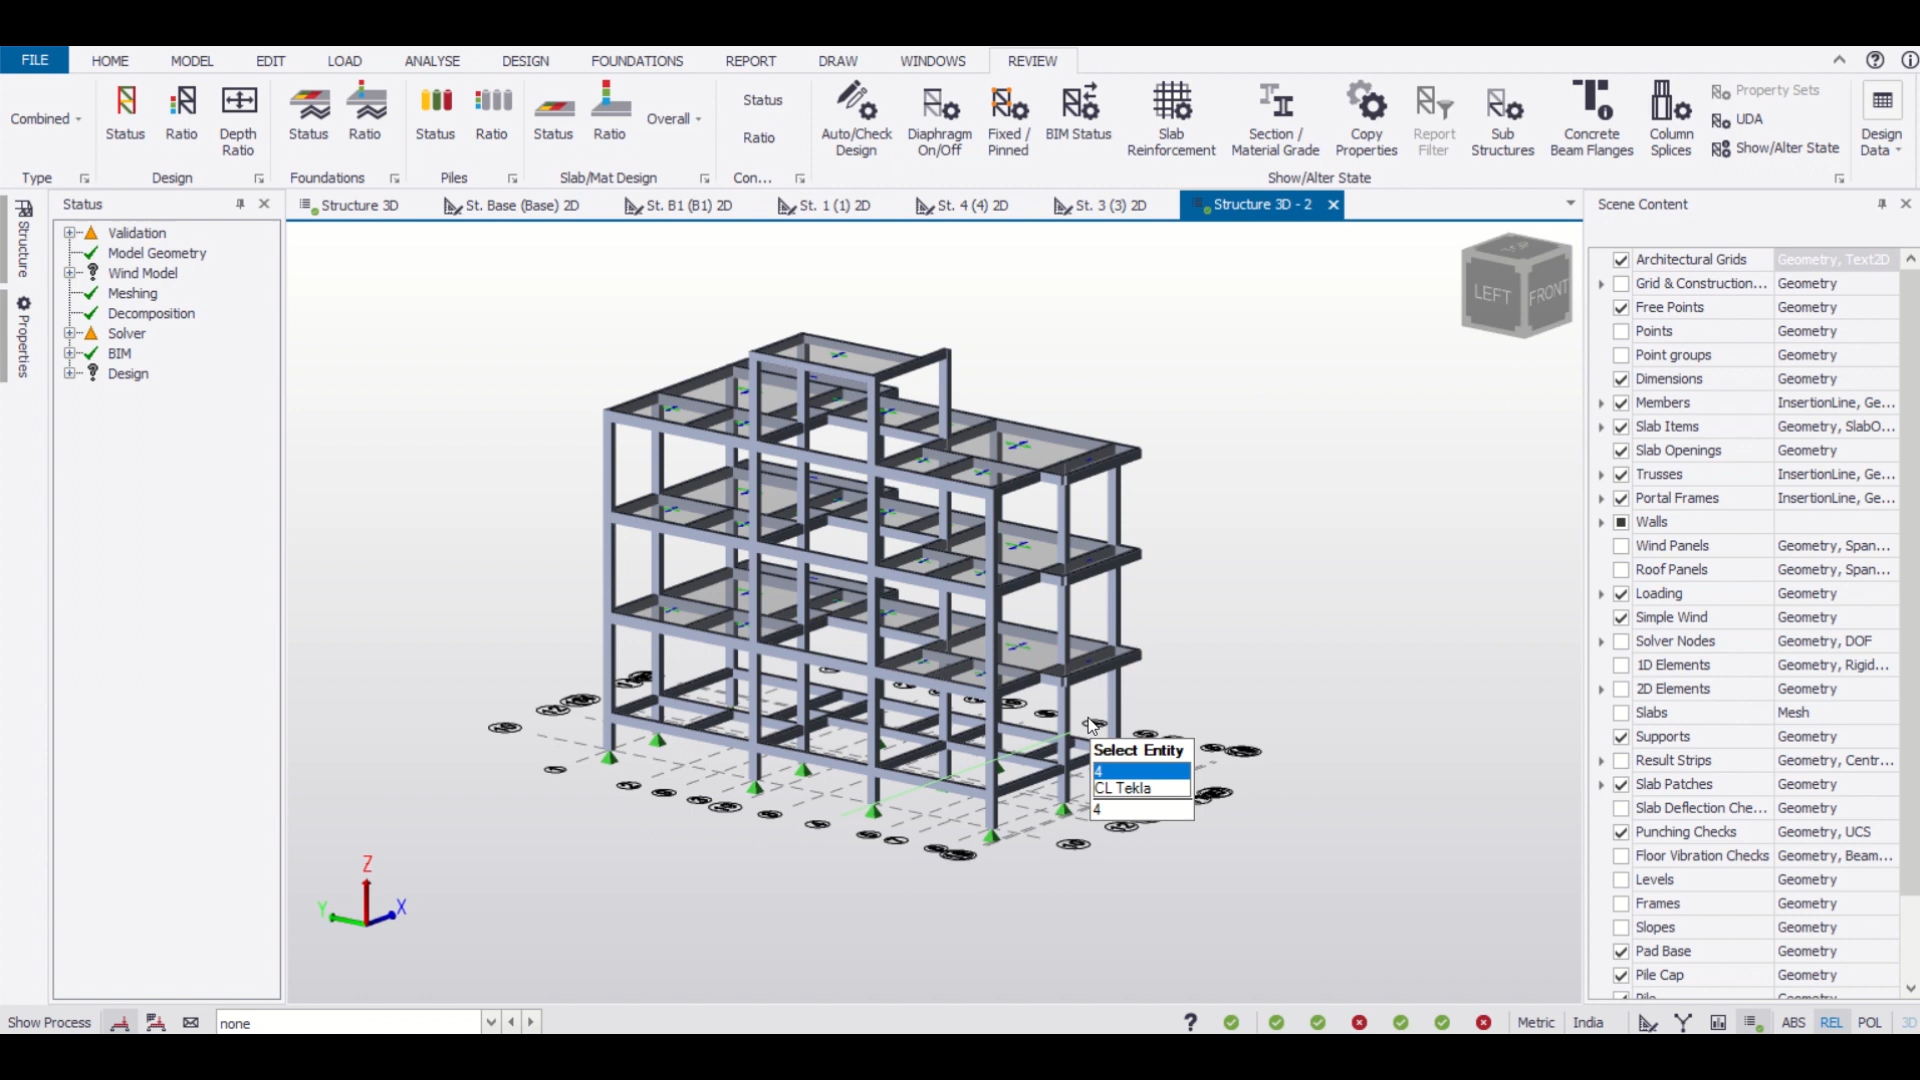 FILE
HOME
MODEL
EDIT
LOAD
ANALYSE
DESIGN
FOUNDATIONS
REPORT
DRAW
WINDOWS
REVIEW
Combined
Status
Ratio
Depth
Ratio
Status
Ratio
Status
Ratio
Status
Ratio
Overall
Status
Ratio
Auto/Check
Design
Diaphragm
On/Off
Fixed /
Pinned
BIM Status
Slab
Reinforcement
Section /
Material Grade
Copy
Properties
Report
Filter
Sub
Structures
Concrete
Beam Flanges
Column
Splices
Property Sets
UDA
Show/Alter State
Design
Data
Type
Design
Foundations
Piles
Slab/Mat Design
Con...
Show/Alter State
Structure
Properties
Status
Validation
Model Geometry
Wind Model
Meshing
Decomposition
Solver
BIM
Design
Structure 3D
St. Base (Base) 2D
St. B1 (B1) 2D
St. 1 (1) 2D
St. 4 (4) 2D
St. 3 (3) 2D
Structure 3D - 2
TOP
LEFT
FRONT
Select Entity
4
CL Tekla
4
Z
Y
X
Scene Content
Architectural Grids Geometry, Text2D
Grid & Construction... Geometry
Free Points Geometry
Points Geometry
Point groups Geometry
Dimensions Geometry
Members InsertionLine, Ge...
Slab Items Geometry, SlabO...
Slab Openings Geometry
Trusses InsertionLine, Ge...
Portal Frames InsertionLine, Ge...
Walls
Wind Panels Geometry, Span...
Roof Panels Geometry, Span...
Loading Geometry
Simple Wind Geometry
Solver Nodes Geometry, DOF
1D Elements Geometry, Rigid...
2D Elements Geometry
Slabs Mesh
Supports Geometry
Result Strips Geometry, Centr...
Slab Patches Geometry
Slab Deflection Che... Geometry
Punching Checks Geometry, UCS
Floor Vibration Checks Geometry, Beam...
Levels Geometry
Frames Geometry
Slopes Geometry
Pad Base Geometry
Pile Cap Geometry
Pile Geometry
Show Process
none
Metric
India
ABS
REL
POL
3D